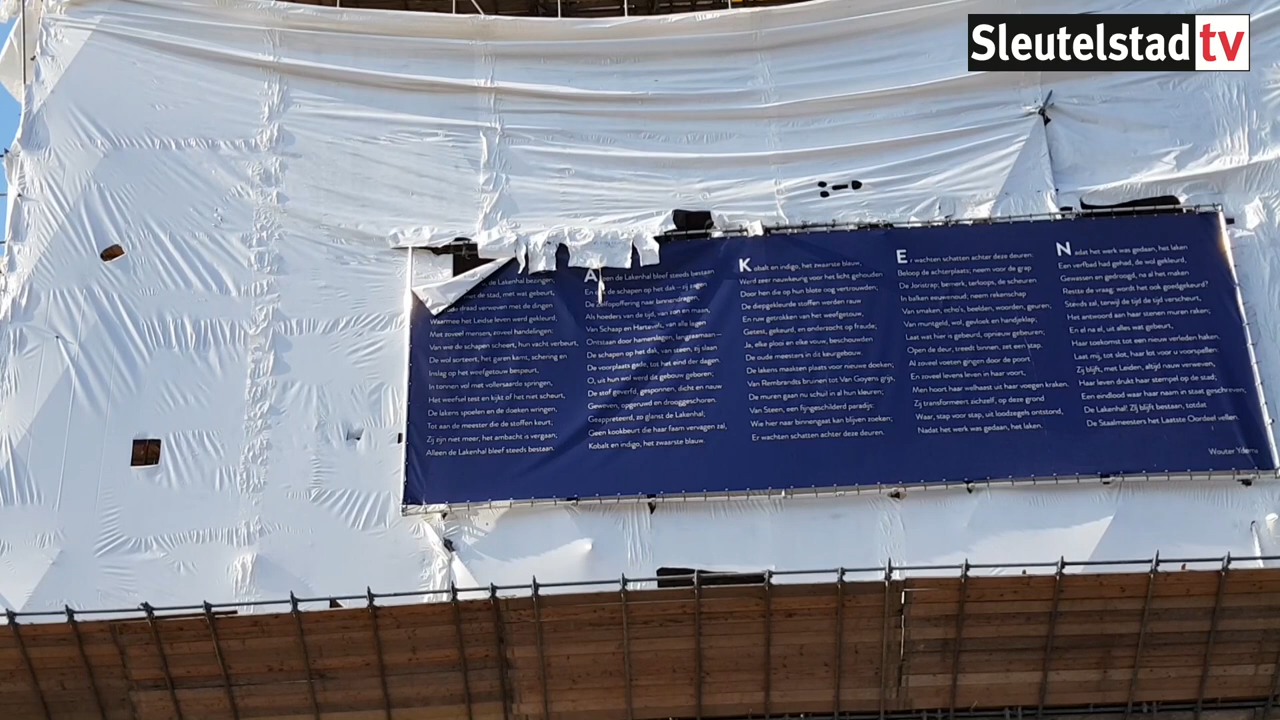 Sleutelstad tv
de Lakenhal bezingen,
de stad, met wat gebeurt,
draad verweven met de dingen
Waarmee het Leidse leven werd gekleurd,
Met zoveel mensen, zoveel handelingen:
Van wie de schapen scheert, hun vacht verbeurt,
De wol sorteert, het garen kamt, schering en
Inslag op het weefgetouw bespeurt,
In tonnen vol met vollersaarde springen,
Het weefsel test en kijkt of het niet scheurt,
De lakens spoelen en de doeken wringen,
Tot aan de meester die de stoffen keurt,
Zij zijn niet meer, het ambacht is vergaan;
Alleen de Lakenhal bleef steeds bestaan.
Alleen de Lakenhal bleef steeds bestaan
En de schapen op het dak – zij
De zelfopoffering naar binnendragen,
Als hoeders van de tijd, van zon en maan,
Van Schaap en Hartevelt, van alle lagen
Ontstaan door hamerslagen, langzaamaan –
De schapen op het dak, van steen, zij slaan
De voorplaats gade, tot het eind der dagen.
O, uit hun wol werd dit gebouw geboren;
De stof geverfd, gesponnen, dicht en nauw
Geweven, opgeruwd en drooggeschoren.
Geappreteerd, zo glanst de Lakenhal;
Geen kookbeurt die haar faam vervagen zal,
Kobalt en indigo, het zwaarste blauw.
Kobalt en indigo, het zwaarste blauw,
Werd zeer nauwkeurig voor het licht gehouden
Door hen die op hun blote oog vertrouwden,
De diepgekleurde stoffen werden rauw
En ruw getrokken van het weefgetouw,
Getest, gekeurd, en onderzocht op fraude;
Ja, elke plooi en elke vouw, beschouwden
De oude meesters in dit keurgebouw.
De lakens maakten plaats voor nieuwe doeken;
Van Rembrandts bruinen tot Van Goyens grijs,
De muren gaan nu schuil in al hun kleuren;
Van Steen, een fijngeschilderd paradijs:
Wie hier naar binnengaat kan blijven zoeken;
Er wachten schatten achter deze deuren.
Er wachten schatten achter deze deuren:
Beloop de achterplaats; neem voor de grap
De Joristrap; bemerk, terloops, de scheuren
In balken eeuwenoud; neem rekenschap
Van smaken, echo's, beelden, woorden, geuren;
Van muntgeld, wol, gevloek en handjeklap;
Laat wat hier is gebeurd, opnieuw gebeuren;
Open de deur, treedt binnen, zet een stap.
Al zoveel voeten gingen door de poort
En zoveel levens leven in haar voort,
Men hoort haar welhaast uit haar voegen kraken.
Zij transformeert zichzelf, op deze grond
Waar, stap voor stap, uit loodzegels ontstond,
Nadat het werk was gedaan, het laken.
Nadat het werk was gedaan, het laken
Een verfbad had gehad, de wol gekleurd,
Gewassen en gedroogd, na al het maken
Restte de vraag; wordt het ook goedgekeurd?
Steeds zal, terwijl de tijd de tijd verscheurt,
Het antwoord aan haar stenen muren raken;
En el na el, uit alles wat gebeurt,
Haar toekomst tot een nieuw verleden haken.
Laat mij, tot slot, haar lot voor u voorspellen.
Zij blijft, met Leiden, altijd nauw verweven,
Haar leven drukt haar stempel op de stad;
Een eindlood waar haar naam in staat geschreven,
De Lakenhal! Zij blijft bestaan, totdat
De Staalmeesters het Laatste Oordeel vellen.
Wouter Ydema